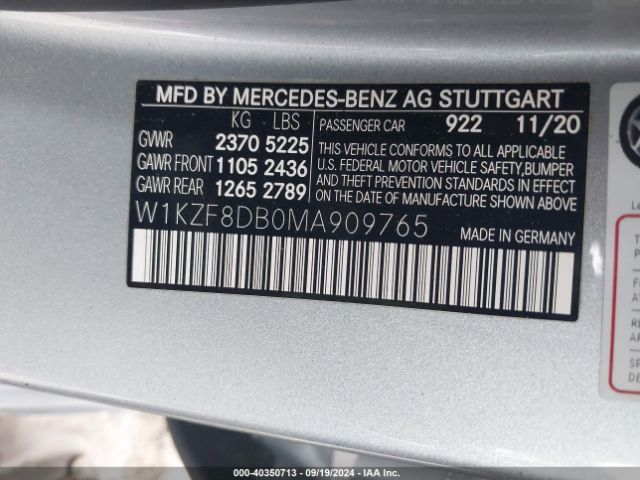 MFD BY MERCEDES-BENZ AG STUTTGART
KG LBS
GVWR 2370 5225
GAWR FRONT 1105 2436
GAWR REAR 1265 2789
PASSENGER CAR 922 11/20
THIS VEHICLE CONFORMS TO ALL APPLICABLE
U.S. FEDERAL MOTOR VEHICLE SAFETY,BUMPER
AND THEFT PREVENTION STANDARDS IN EFFECT
ON THE DATE OF MANUFACTURE SHOWN ABOVE.
W1KZF8DB0MA909765
MADE IN GERMANY
000-40350713 - 09/19/2024 - IAA Inc.